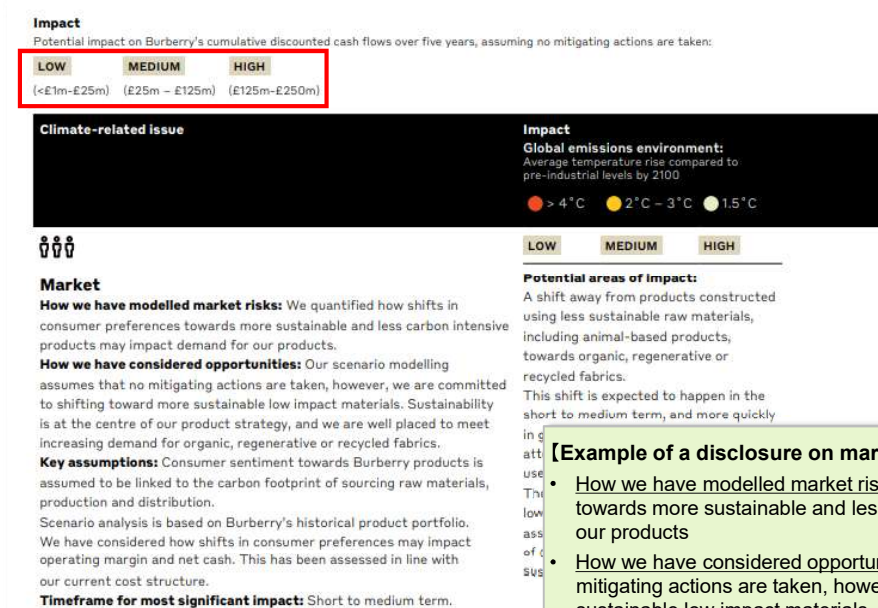 Impact
Potential impact on Burberry's cumulative discounted cash flows over five years, assuming no mitigating actions are taken:
LOW MEDIUM HIGH
(<£1m-£25m) (£25m – £125m) (£125m-£250m)
Climate-related issue
Impact
Global emissions environment:
Average temperature rise compared to
pre-industrial levels by 2100
> 4°C 2°C – 3°C 1.5°C
Market
How we have modelled market risks: We quantified how shifts in
consumer preferences towards more sustainable and less carbon intensive
products may impact demand for our products.
How we have considered opportunities: Our scenario modelling
assumes that no mitigating actions are taken, however, we are committed
to shifting toward more sustainable low impact materials. Sustainability
is at the centre of our product strategy, and we are well placed to meet
increasing demand for organic, regenerative or recycled fabrics.
Key assumptions: Consumer sentiment towards Burberry products is
assumed to be linked to the carbon footprint of sourcing raw materials,
production and distribution.
Scenario analysis is based on Burberry's historical product portfolio.
We have considered how shifts in consumer preferences may impact
operating margin and net cash. This has been assessed in line with
our current cost structure.
Timeframe for most significant impact: Short to medium term.
LOW MEDIUM HIGH
Potential areas of impact:
A shift away from products constructed
using less sustainable raw materials,
including animal-based products,
towards organic, regenerative or
recycled fabrics.
This shift is expected to happen in the
short to medium term, and more quickly
in
【Example of a disclosure on mar
• How we have modelled market ris
towards more sustainable and les
our products
• How we have considered opportu
mitigating actions are taken, howe
sustainable low impact materials